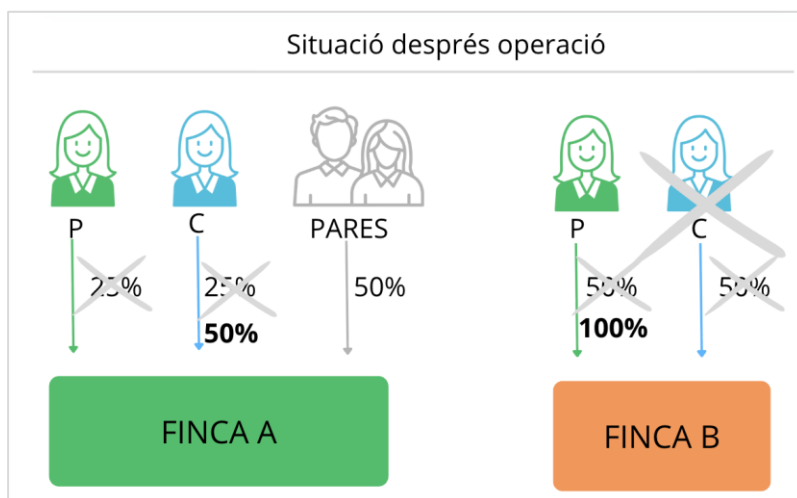 Situació després operació
P
C
PARES
P
C
25%
25%
50%
50%
50%
50%
100%
FINCA A
FINCA B